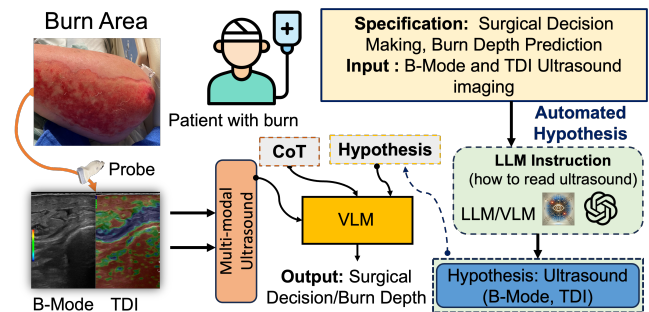 Burn Area
Probe
B-Mode TDI
Patient with burn
Multi-modal
Ultrasound
CoT
Hypothesis
VLM
Output: Surgical
Decision/Burn Depth
Specification: Surgical Decision
Making, Burn Depth Prediction
Input : B-Mode and TDI Ultrasound
imaging
Automated
Hypothesis
LLM Instruction
(how to read ultrasound)
LLM/VLM
Hypothesis: Ultrasound
(B-Mode, TDI)